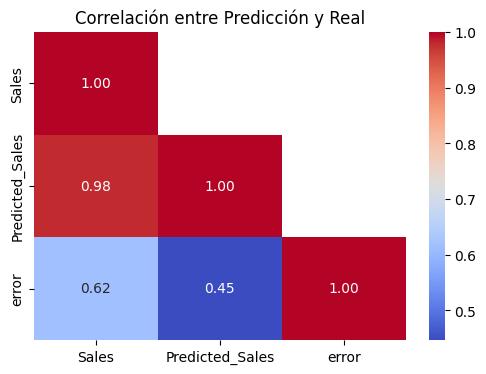 Correlación entre Predicción y Real
Sales
1.00
Predicted_Sales
0.98
1.00
error
0.62
0.45
1.00
Sales
Predicted_Sales
error
1.0
0.9
0.8
0.7
0.6
0.5